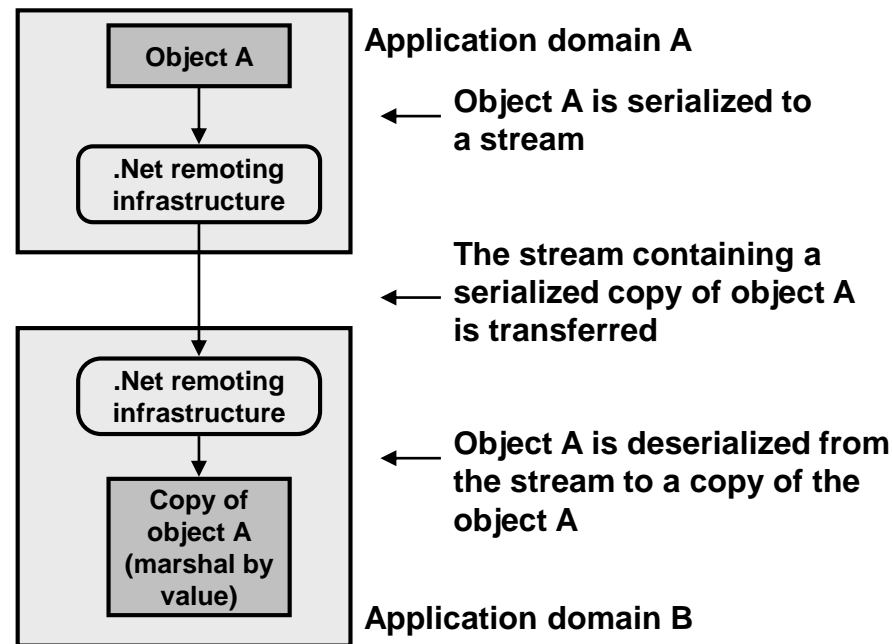 Application domain A
Object A
Object A is serialized to
a stream
.Net remoting
infrastructure
The stream containing a
serialized copy of object A
is transferred
.Net remoting
infrastructure
Object A is deserialized from
the stream to a copy of the
object A
Copy of
object A
(marshal by
value)
Application domain B